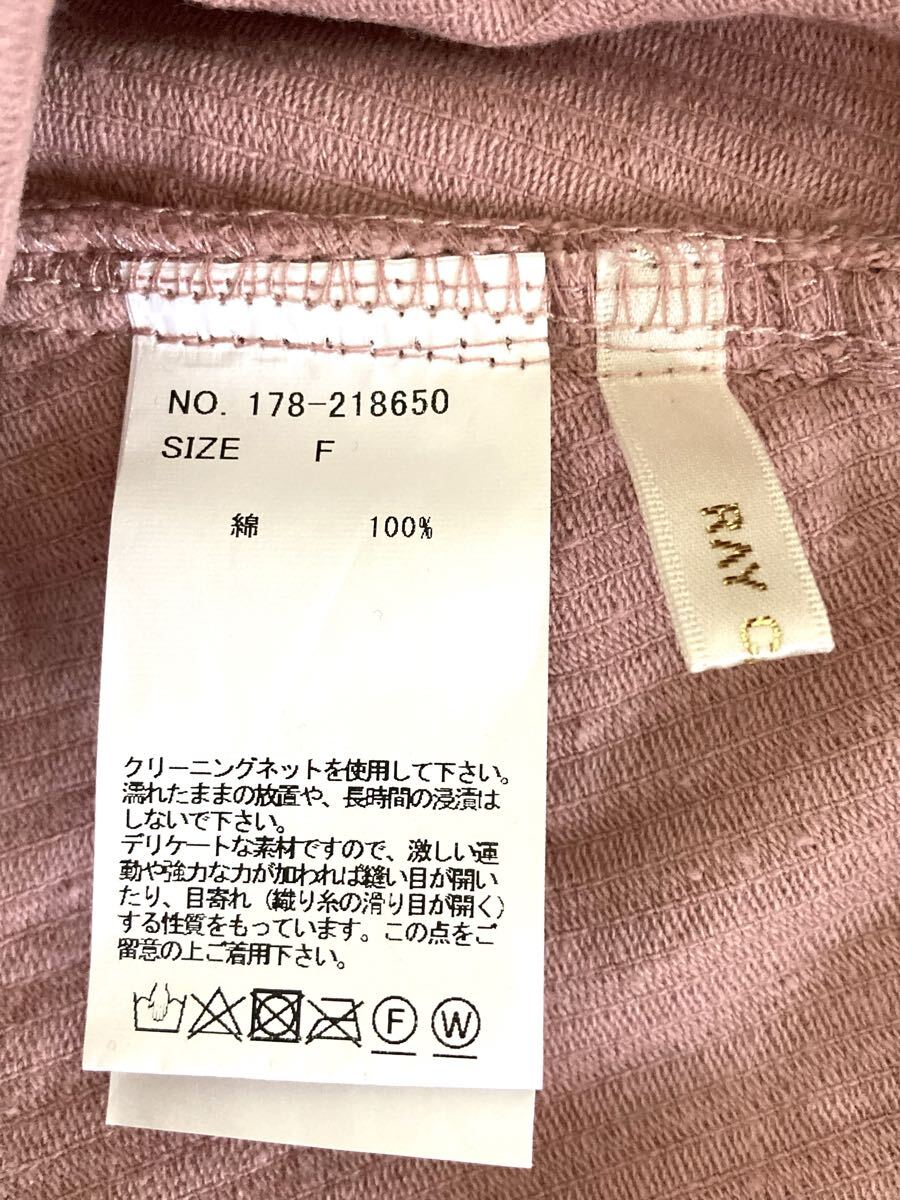 NO. 178-218650
SIZE F
綿 100%
クリーニングネットを使用して下さい。
濡れたままの放置や、長時間の浸漬は
しないで下さい。
デリケートな素材ですので、激しい運
動や強力な力が加われば縫い目が開い
たり、目寄れ（織り糸の滑り目が開く）
する性質をもっています。この点をご
留意の上ご着用下さい。
F W
RAY C